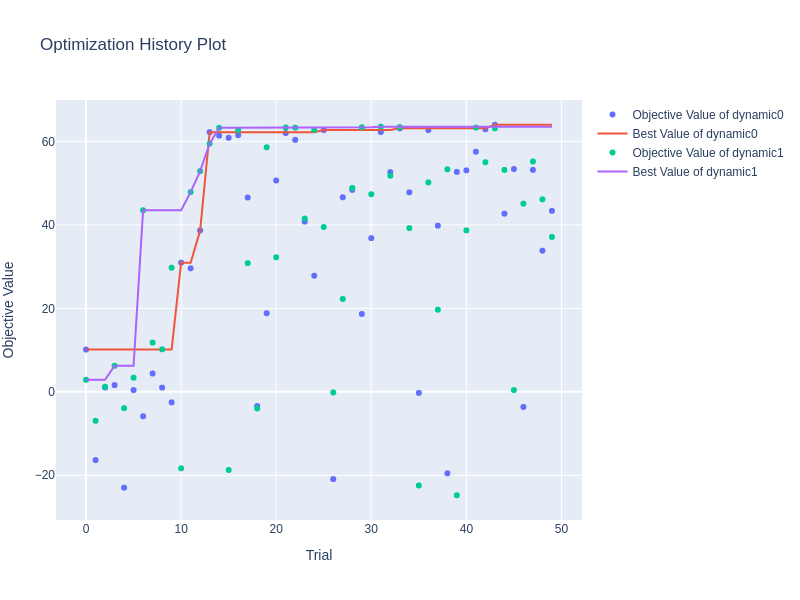 Optimization History Plot
Objective Value of dynamic0
Best Value of dynamic0
Objective Value of dynamic1
Best Value of dynamic1
60
40
20
0
−20
Objective Value
0 10 20 30 40 50
Trial